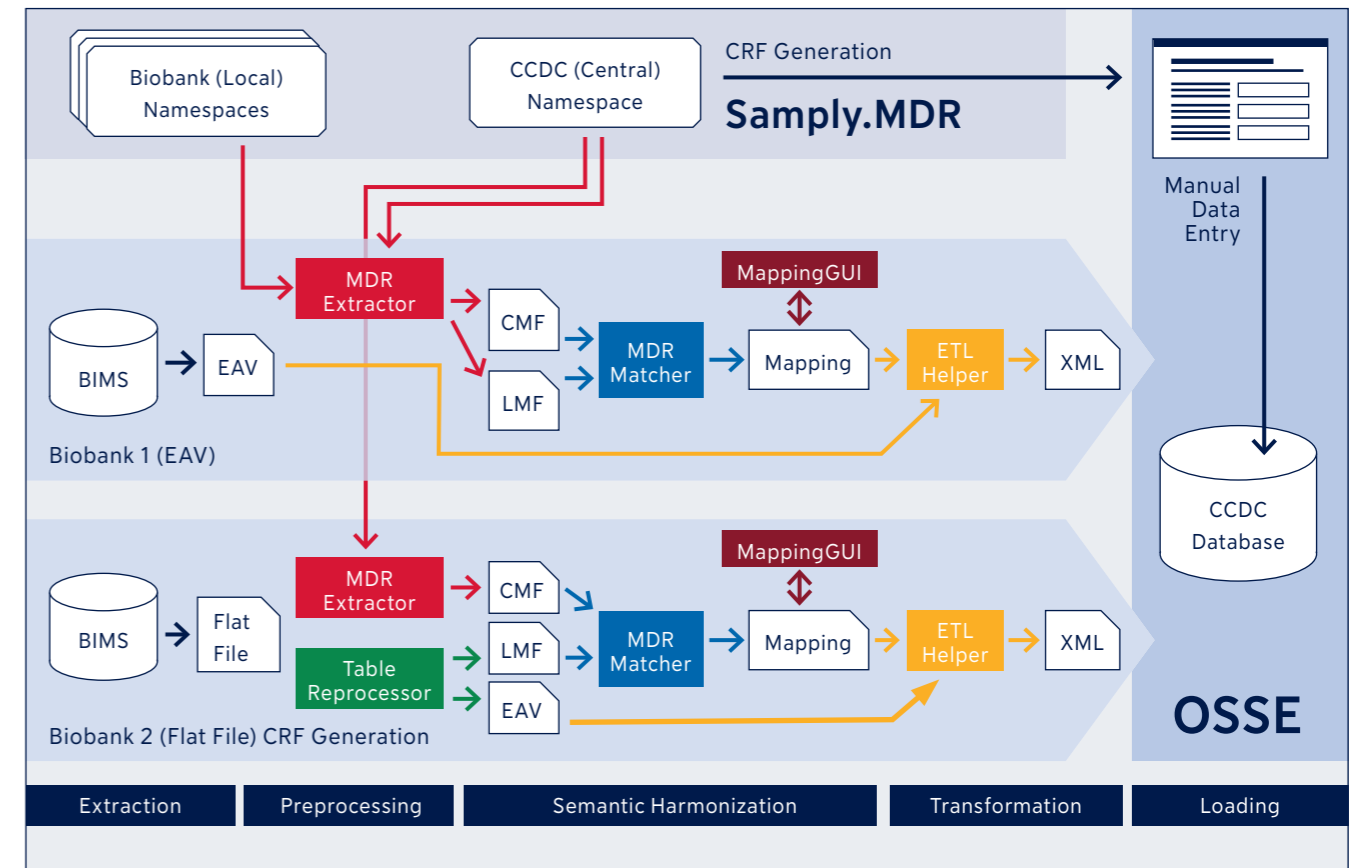 Biobank (Local)
Namespaces
CCDC (Central)
Namespace
CRF Generation
Samply.MDR
Manual
Data
Entry
MDR
Extractor
MappingGUI
BIMS
EAV
CMF
LMF
MDR
Matcher
Mapping
ETL
Helper
XML
Biobank 1 (EAV)
CCDC
Database
BIMS
Flat
File
MDR
Extractor
Table
Reprocessor
CMF
LMF
EAV
MDR
Matcher
MappingGUI
Mapping
ETL
Helper
XML
Biobank 2 (Flat File) CRF Generation
OSSE
Extraction
Preprocessing
Semantic Harmonization
Transformation
Loading